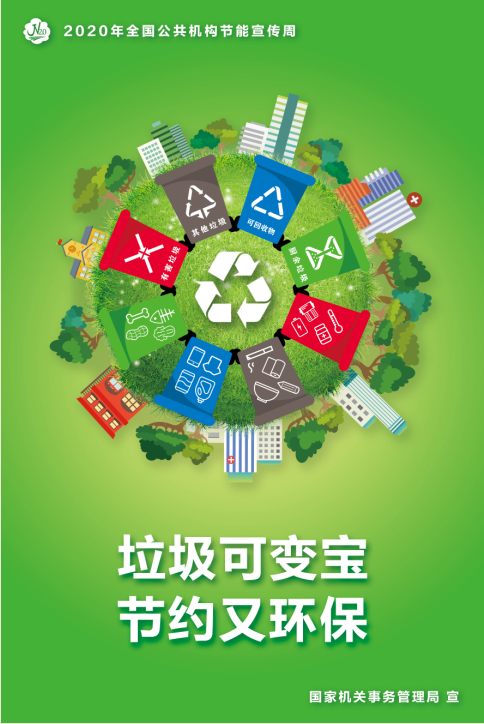 2020年全国公共机构节能宣传周
其他垃圾
可回收物
有害垃圾
厨余垃圾
垃圾可变宝
节约又环保
国家机关事务管理局 宣